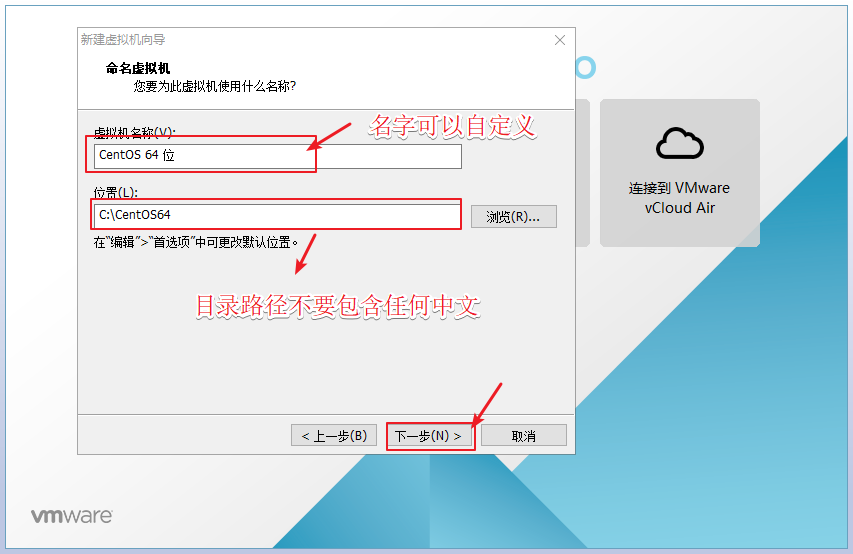 新建虚拟机向导
命名虚拟机
您要为此虚拟机使用什么名称?
虚拟机名称(V):
名字可以自定义
CentOS 64 位
位置(L):
C:\CentOS64
浏览(R)...
在“编辑”>“首选项”中可更改默认位置。
目录路径不要包含任何中文
< 上一步(B)
下一步(N) >
取消
连接到 VMware
vCloud Air
vmware